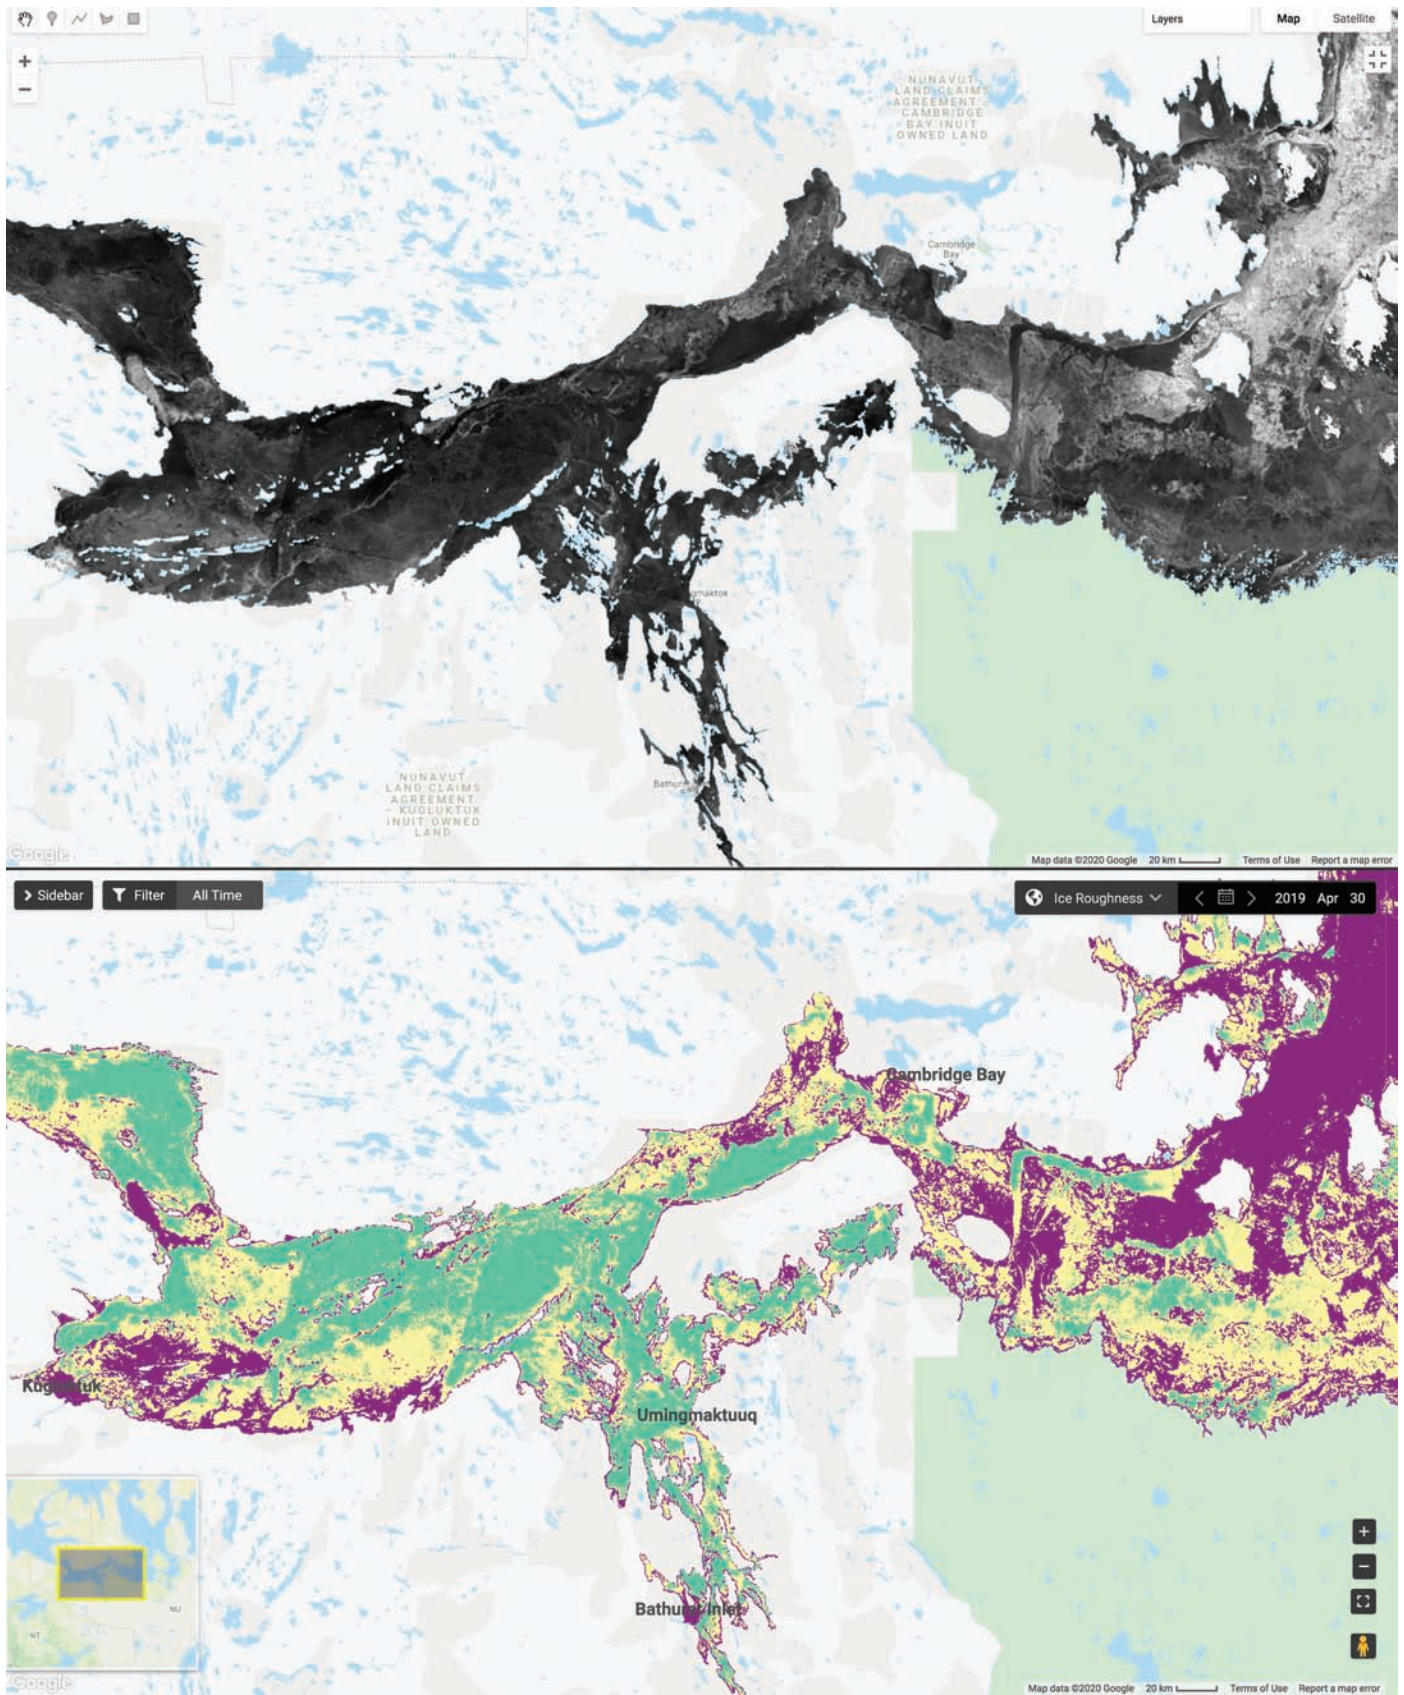 Layers
Map Satellite
+
−
NUNAVUT
LAND CLAIMS
AGREEMENT -
CAMBRIDGE
BAY INUIT
OWNED LAND
Cambridge
Bay
Bathurst
NUNAVUT
LAND CLAIMS
AGREEMENT
- KUGLUKTUK
INUIT OWNED
LAND
Google
Map data ©2020 Google 20 km Terms of Use Report a map error
Sidebar Filter All Time
Ice Roughness 2019 Apr 30
Cambridge Bay
Kugluktuk
Umingmaktuuq
Bathurst Inlet
NU
NT
+
−
Google
Map data ©2020 Google 20 km Terms of Use Report a map error